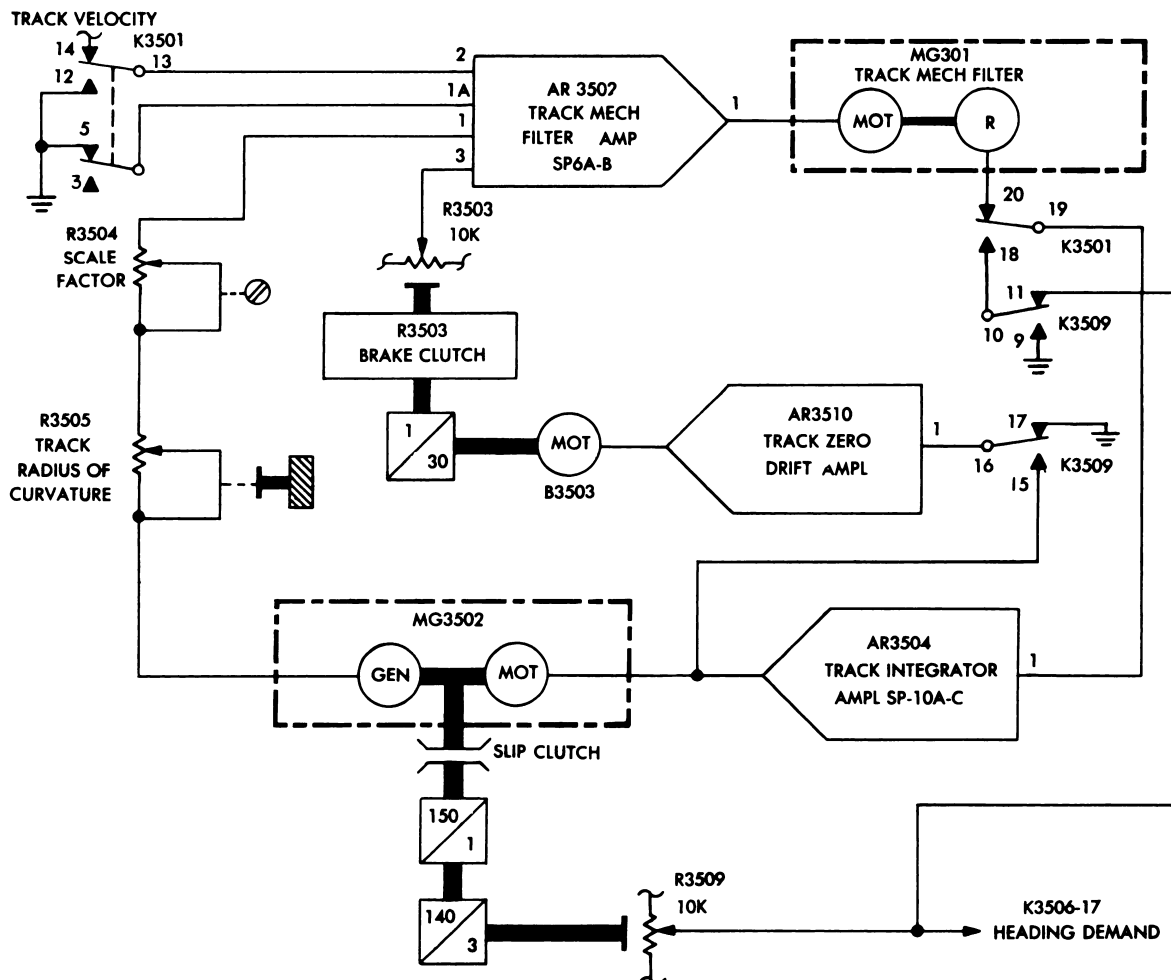 TRACK VELOCITY
14
K3501
13
12
5
3
2
1A
1
3
AR 3502
TRACK MECH
FILTER AMP
SP6A-B
1
MG301
TRACK MECH FILTER
MOT
R
20
19
K3501
18
11
10
9
K3509
R3504
SCALE
FACTOR
R3503
10K
R3503
BRAKE CLUTCH
1
30
MOT
B3503
AR3510
TRACK ZERO
DRIFT AMPL
1
17
16
15
K3509
R3505
TRACK
RADIUS OF
CURVATURE
MG3502
GEN
MOT
AR3504
TRACK INTEGRATOR
AMPL SP-10A-C
1
SLIP CLUTCH
150
1
140
3
R3509
10K
K3506-17
HEADING DEMAND